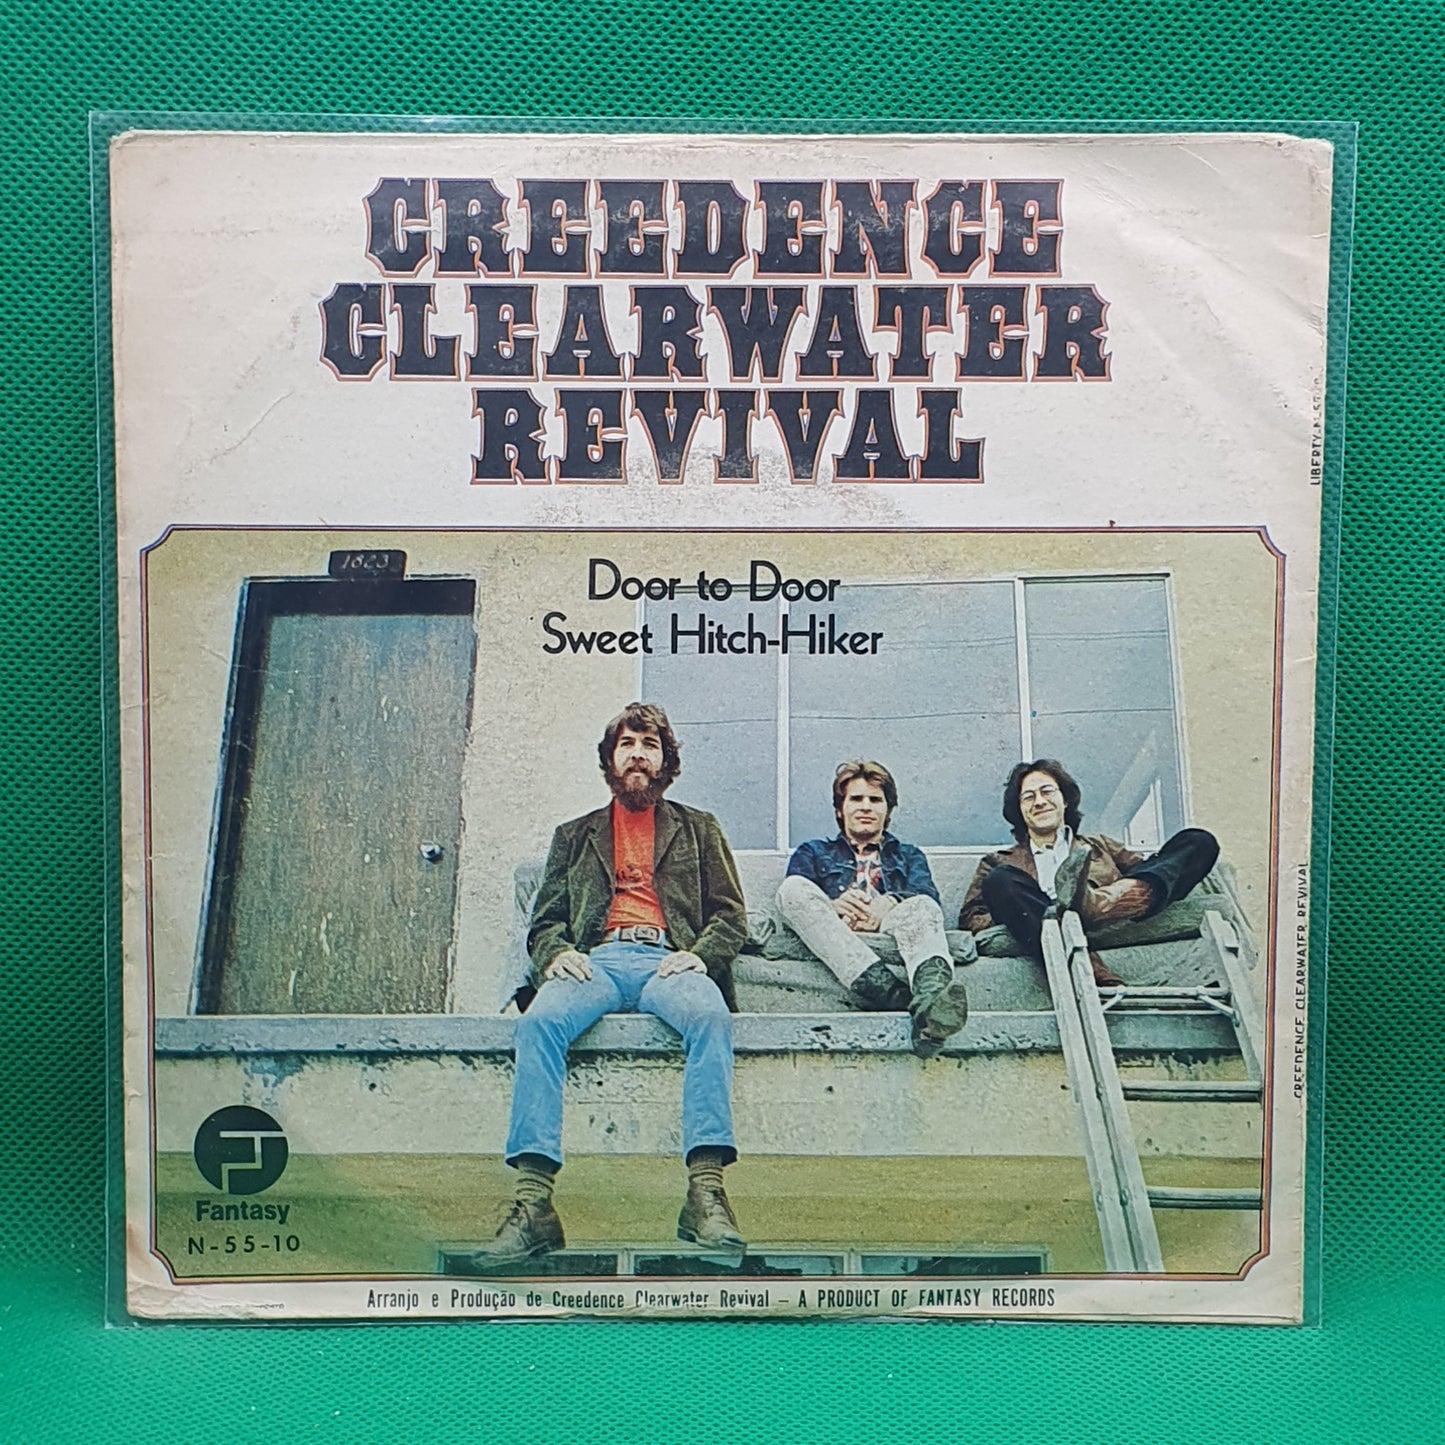 CREEDENCE
CLEARWATER
REVIVAL
1823
Door to Door
Sweet Hitch-Hiker
LIBERTY
CREEDENCE CLEARWATER REVIVAL
Fantasy
N-55-10
Arranjo e Produção de Creedence Clearwater Revival – A PRODUCT OF FANTASY RECORDS